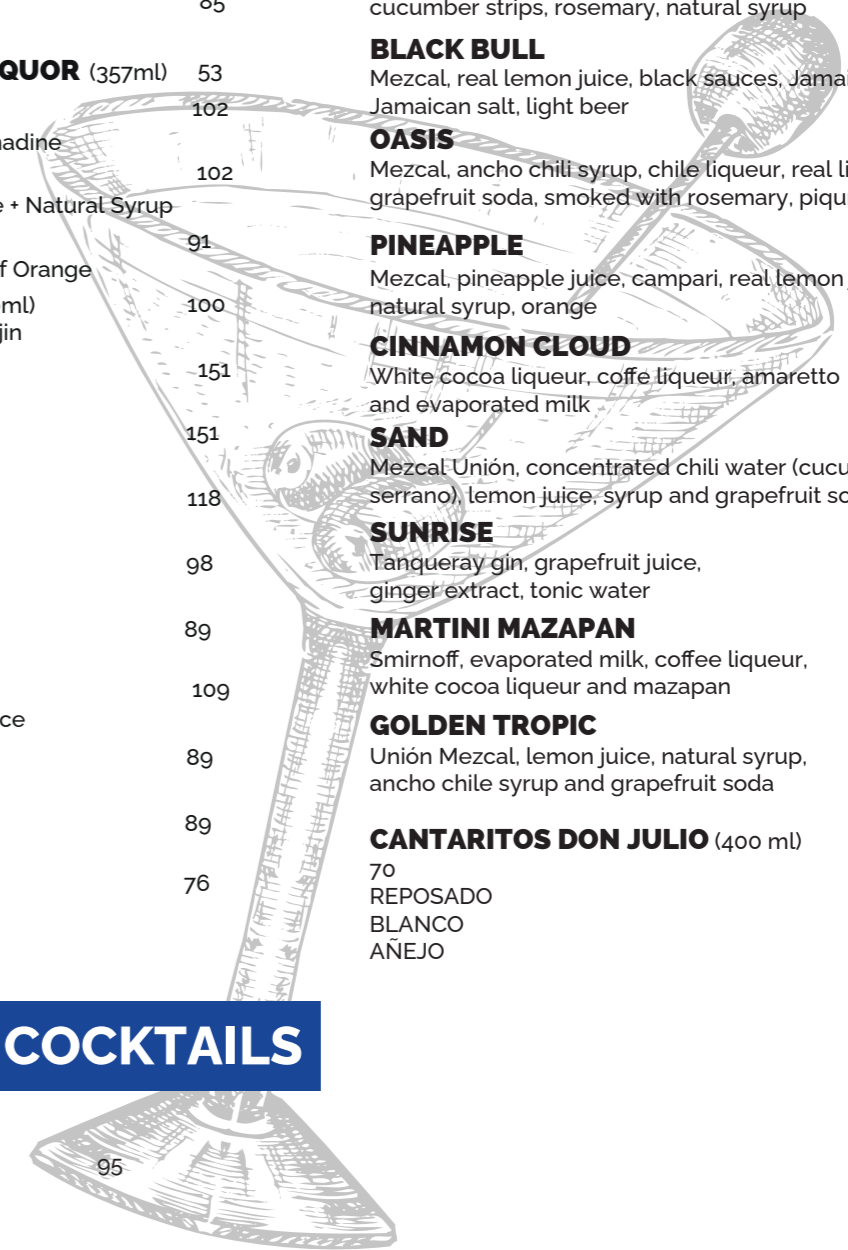 85
QUOR (357ml) 53
102
nadine
102
e + Natural Syrup
91
f Orange
ml)
100
jin
151
151
118
98
89
109
ce
89
89
76
COCKTAILS
95
cucumber strips, rosemary, natural syrup
BLACK BULL
Mezcal, real lemon juice, black sauces, Jamai
Jamaican salt, light beer
OASIS
Mezcal, ancho chili syrup, chile liqueur, real li
grapefruit soda, smoked with rosemary, piqu
PINEAPPLE
Mezcal, pineapple juice, campari, real lemon
natural syrup, orange
CINNAMON CLOUD
White cocoa liqueur, coffe liqueur, amaretto
and evaporated milk
SAND
Mezcal Unión, concentrated chili water (cucu
serrano), lemon juice, syrup and grapefruit so
SUNRISE
Tanqueray gin, grapefruit juice,
ginger extract, tonic water
MARTINI MAZAPAN
Smirnoff, evaporated milk, coffee liqueur,
white cocoa liqueur and mazapan
GOLDEN TROPIC
Unión Mezcal, lemon juice, natural syrup,
ancho chile syrup and grapefruit soda
CANTARITOS DON JULIO (400 ml)
70
REPOSADO
BLANCO
AÑEJO